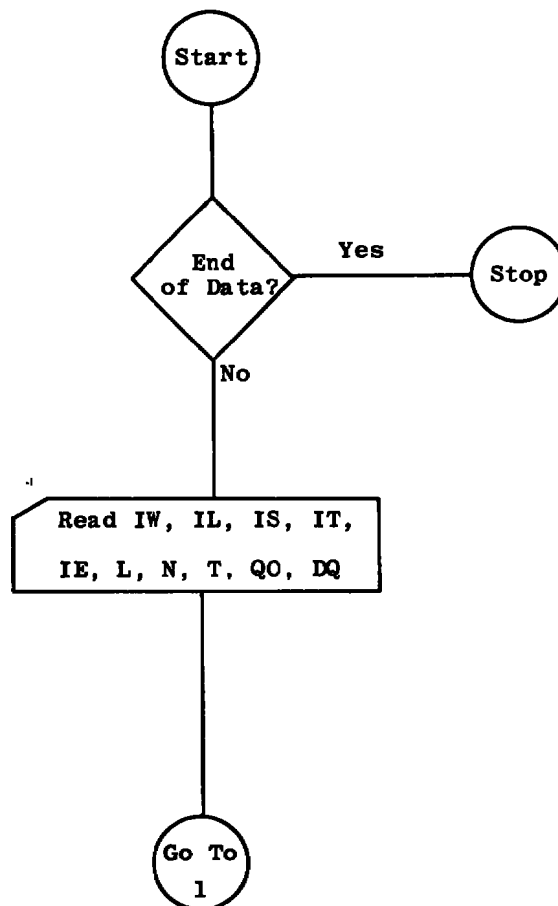 Start
End
of Data?
Yes
Stop
No
Read IW, IL, IS, IT,
IE, L, N, T, QO, DQ
Go To
1